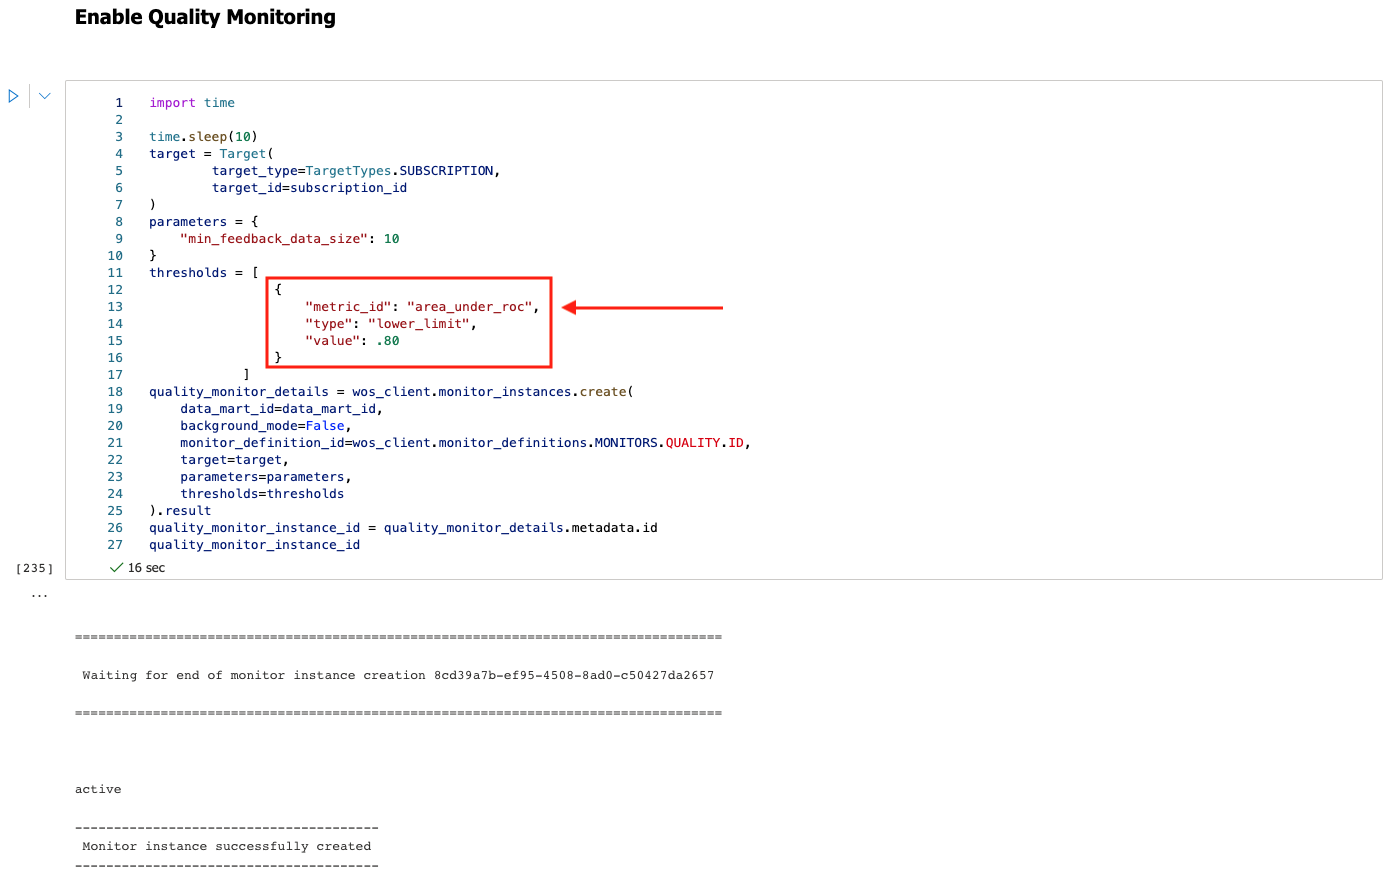 Enable Quality Monitoring
1 import time
2
3 time.sleep(10)
4 target = Target(
5         target_type=TargetTypes.SUBSCRIPTION,
6         target_id=subscription_id
7 )
8 parameters = {
9     "min_feedback_data_size": 10
10 }
11 thresholds = [
12                 {
13                     "metric_id": "area_under_roc",
14                     "type": "lower_limit",
15                     "value": .80
16                 }
17             ]
18 quality_monitor_details = wos_client.monitor_instances.create(
19     data_mart_id=data_mart_id,
20     background_mode=False,
21     monitor_definition_id=wos_client.monitor_definitions.MONITORS.QUALITY.ID,
22     target=target,
23     parameters=parameters,
24     thresholds=thresholds
25 ).result
26 quality_monitor_instance_id = quality_monitor_details.metadata.id
27 quality_monitor_instance_id
[235] 16 sec
...
===================================================================================
Waiting for end of monitor instance creation 8cd39a7b-ef95-4508-8ad0-c50427da2657
===================================================================================
active
---------------------------------------
Monitor instance successfully created
---------------------------------------